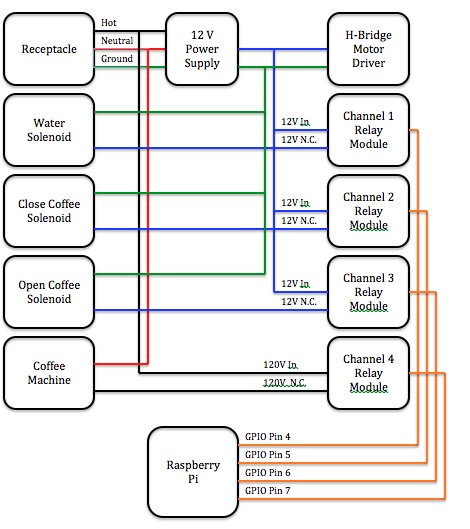 Hot
Neutral
Ground
Receptacle
12 V
Power
Supply
H-Bridge
Motor
Driver
Water
Solenoid
12V In.
12V N.C.
Channel 1
Relay
Module
Close Coffee
Solenoid
12V In.
12V N.C.
Channel 2
Relay
Module
Open Coffee
Solenoid
12V In.
12V N.C.
Channel 3
Relay
Module
Coffee
Machine
120V In.
120V N.C.
Channel 4
Relay
Module
Raspberry
Pi
GPIO Pin 4
GPIO Pin 5
GPIO Pin 6
GPIO Pin 7